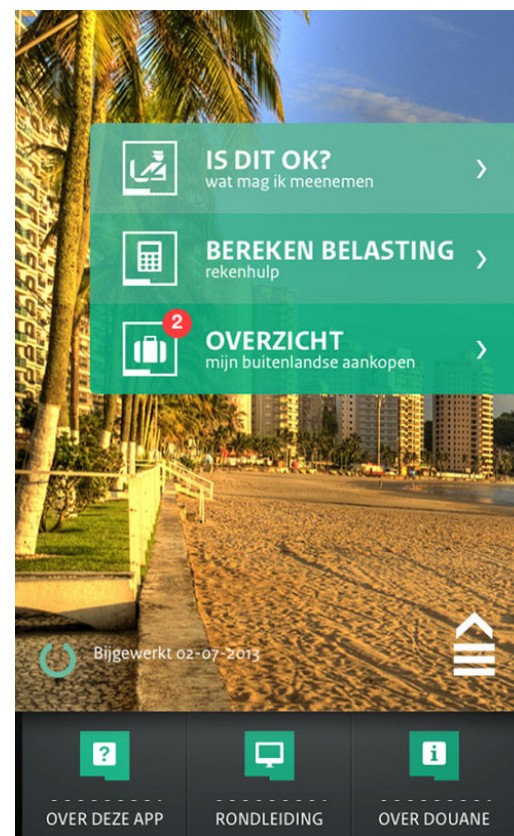 IS DIT OK?
wat mag ik meenemen
BEREKEN BELASTING
rekenhulp
2
OVERZICHT
mijn buitenlandse aankopen
Bijgewerkt 02-07-2013
?
i
OVER DEZE APP
RONDLEIDING
OVER DOUANE